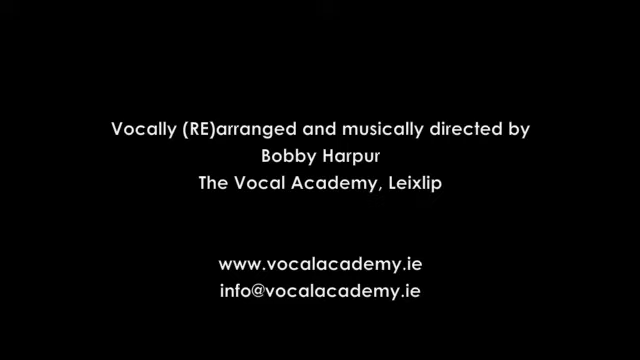 Vocally (RE)arranged and musically directed by
Bobby Harpur
The Vocal Academy, Leixlip
www.vocalacademy.ie
info@vocalacademy.ie